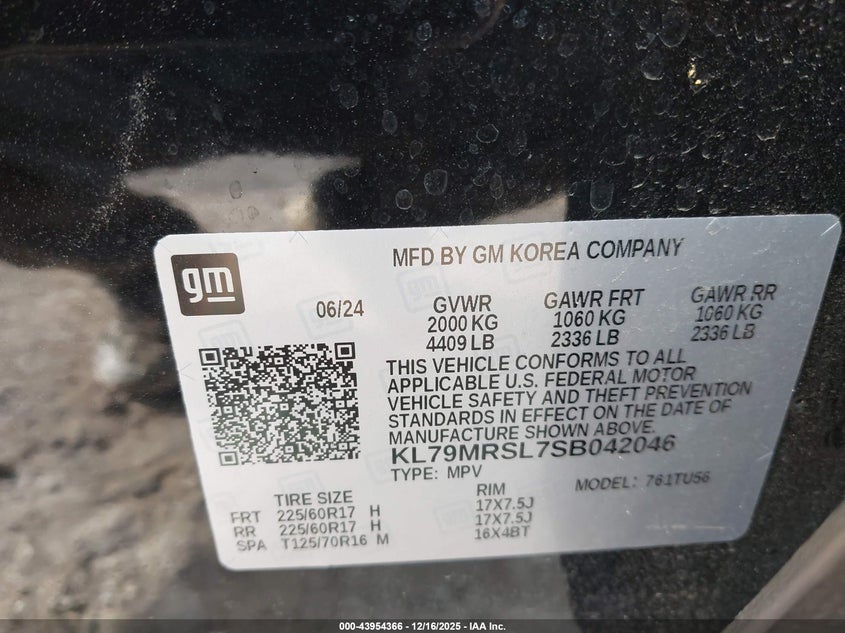 gm
MFD BY GM KOREA COMPANY
06/24
GVWR
2000 KG
4409 LB
GAWR FRT
1060 KG
2336 LB
GAWR RR
1060 KG
2336 LB
THIS VEHICLE CONFORMS TO ALL
APPLICABLE U.S. FEDERAL MOTOR
VEHICLE SAFETY AND THEFT PREVENTION
STANDARDS IN EFFECT ON THE DATE OF
MANUFACTURE SHOWN ABOVE.
KL79MRSL7SB042046
TYPE: MPV
MODEL: 761TU56
TIRE SIZE
RIM
FRT 225/60R17 H 17X7.5J
RR 225/60R17 H 17X7.5J
SPA T125/70R16 M 16X4BT
000-43954366 - 12/16/2025 - IAA Inc.